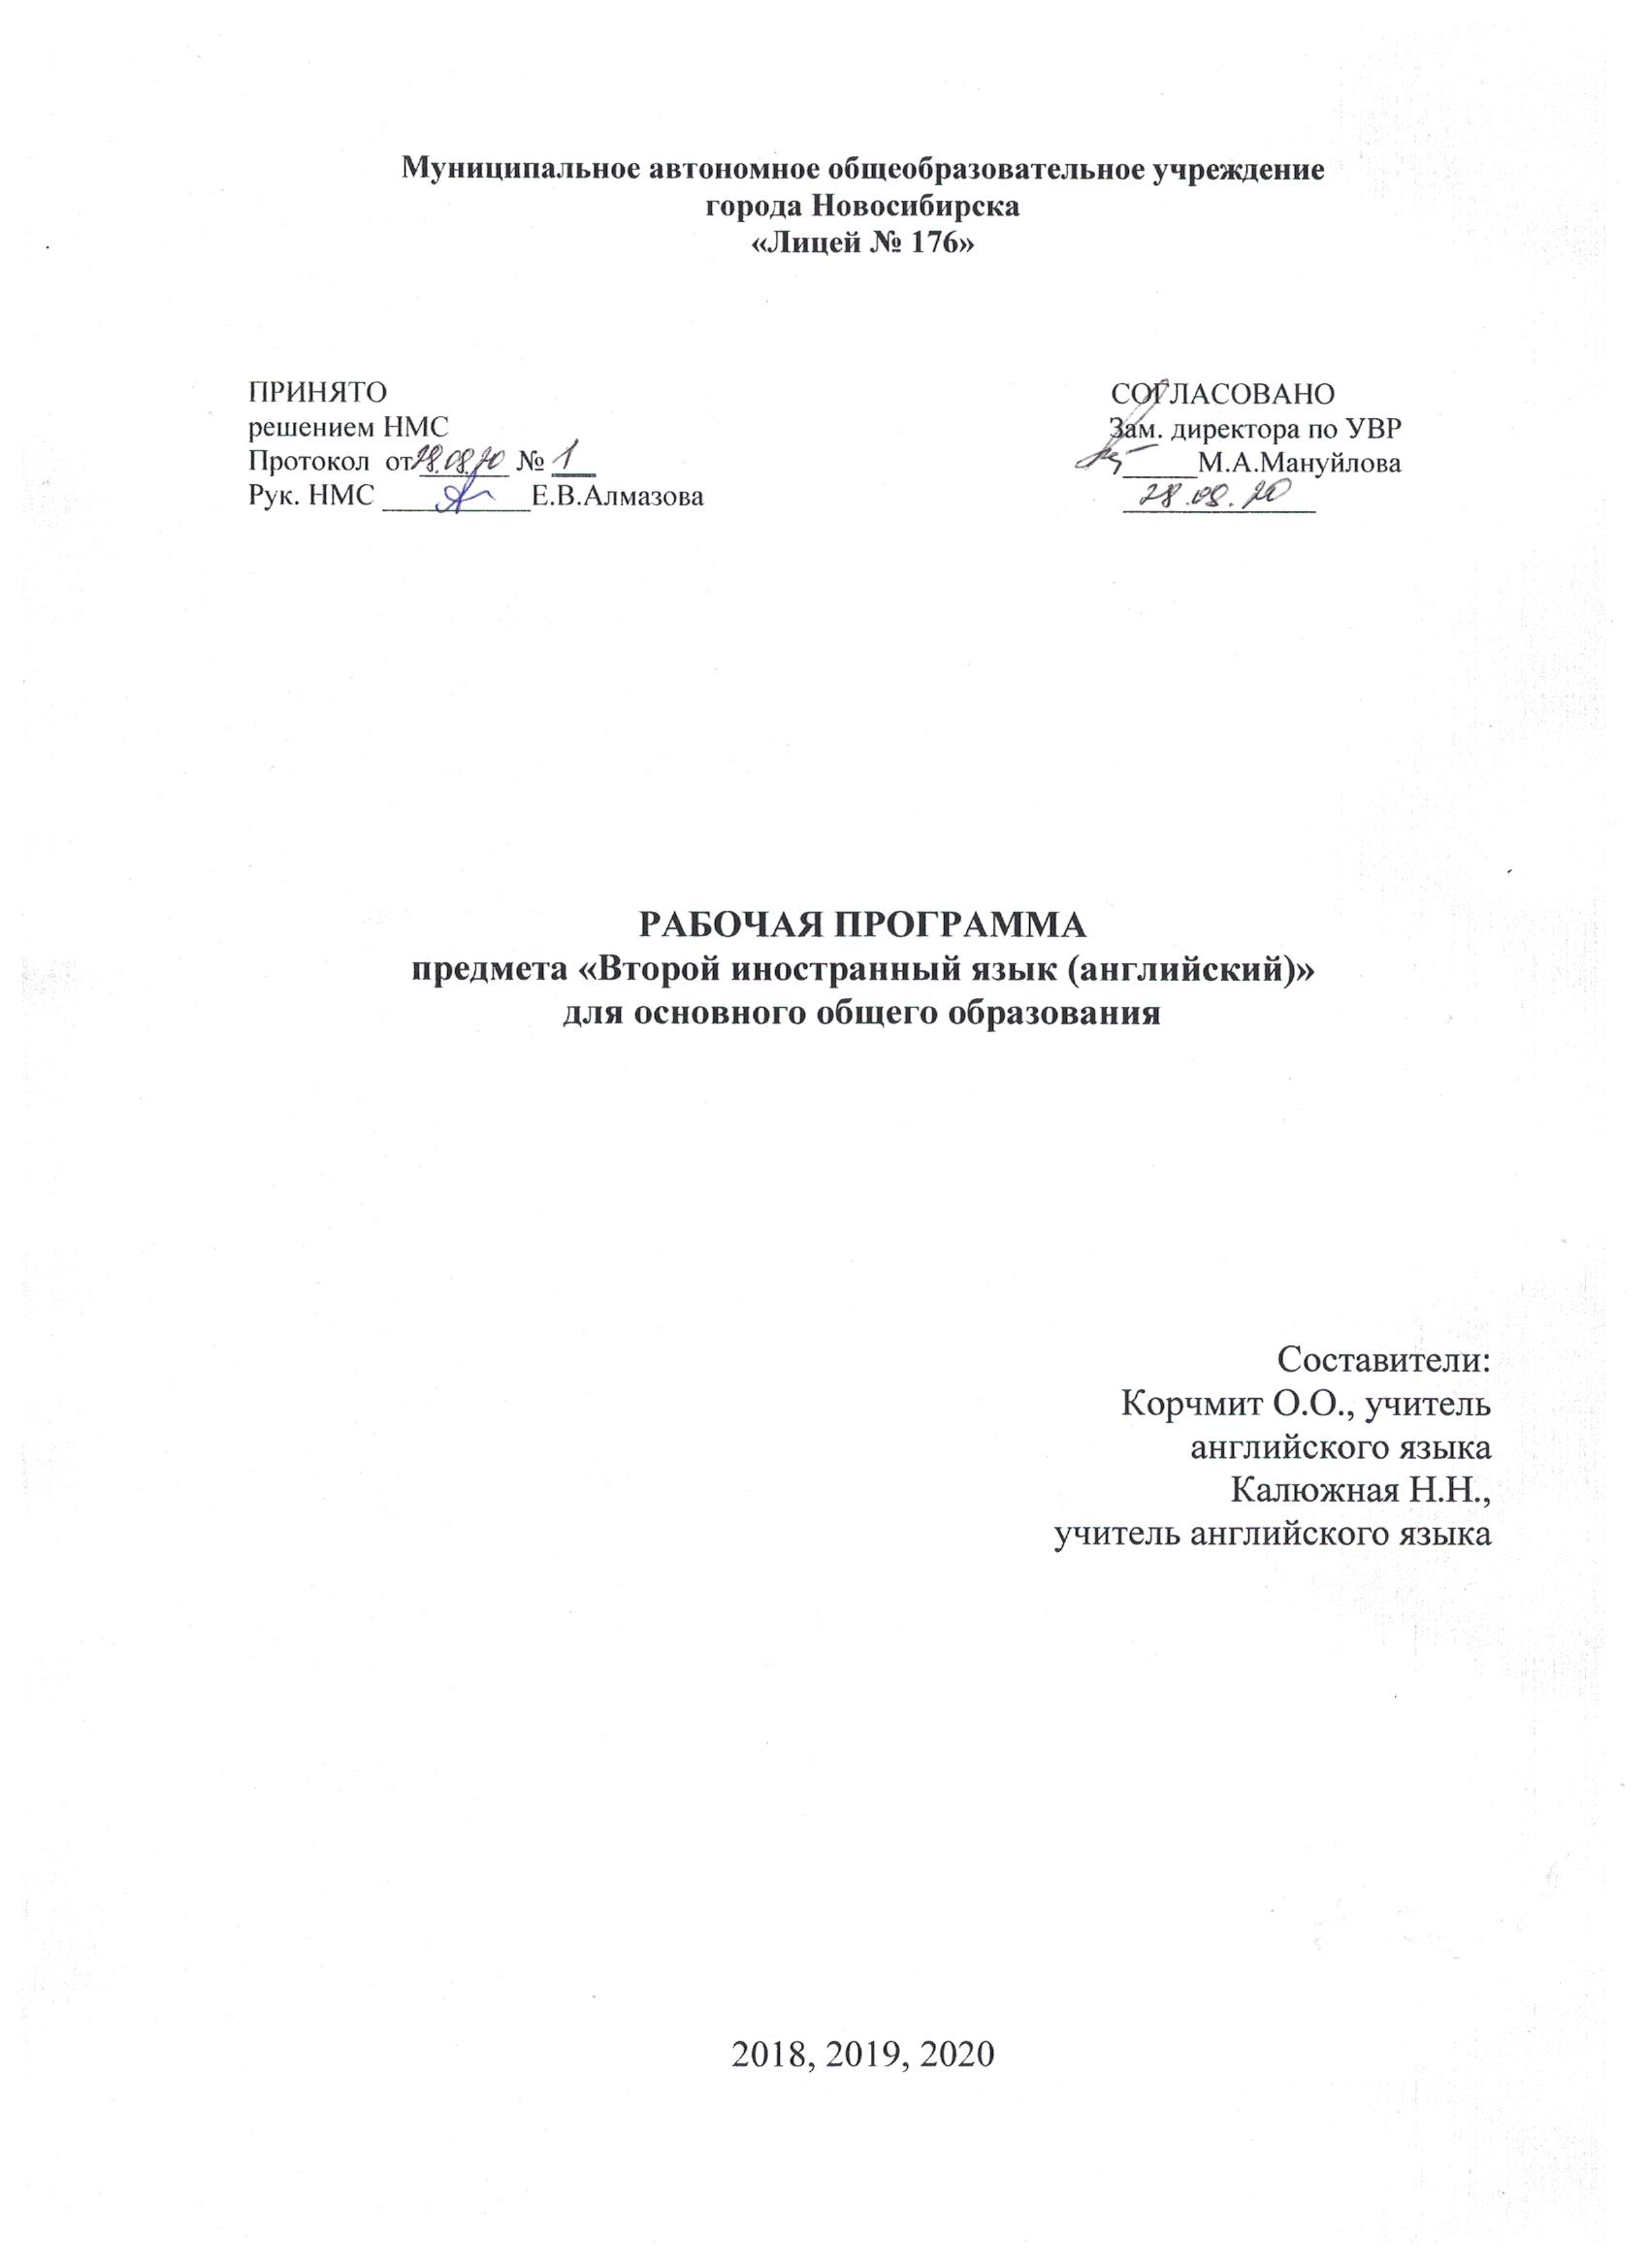 Муниципальное автономное общеобразовательное учреждение
города Новосибирска
«Лицей № 176»
ПРИНЯТО
решением НМС
Протокол от 28.08.20 № 1
Рук. НМС __________Е.В.Алмазова
СОГЛАСОВАНО
Зам. директора по УВР
_____М.А.Мануйлова
28.08.20
РАБОЧАЯ ПРОГРАММА
предмета «Второй иностранный язык (английский)»
для основного общего образования
Составители:
Корчмит О.О., учитель
английского языка
Калюжная Н.Н.,
учитель английского языка
2018, 2019, 2020